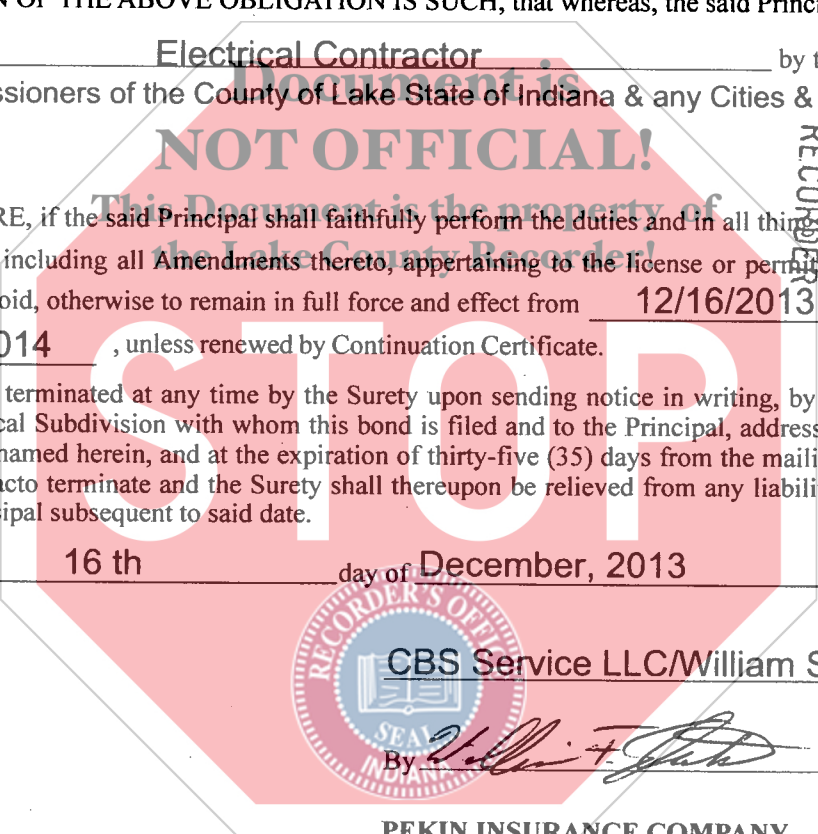 N OF THE ABOVE OBLIGATION IS SUCH, that whereas, the said Princi
Electrical Contractor by t
ssioners of the County of Lake State of Indiana & any Cities &
Document is
NOT OFFICIAL!
This Document is the property of
the Lake County Recorder!
RECORDER
RE, if the said Principal shall faithfully perform the duties and in all thing
including all Amendments thereto, appertaining to the license or permit
oid, otherwise to remain in full force and effect from 12/16/2013
014 , unless renewed by Continuation Certificate.
STOP
terminated at any time by the Surety upon sending notice in writing, by
cal Subdivision with whom this bond is filed and to the Principal, address
named herein, and at the expiration of thirty-five (35) days from the maili
acto terminate and the Surety shall thereupon be relieved from any liabili
ipal subsequent to said date.
16 th day of December, 2013
RECORDER'S OFFICE
SEAL
INDIANA
CBS Service LLC/William S
By William F.
PEKIN INSURANCE COMPANY